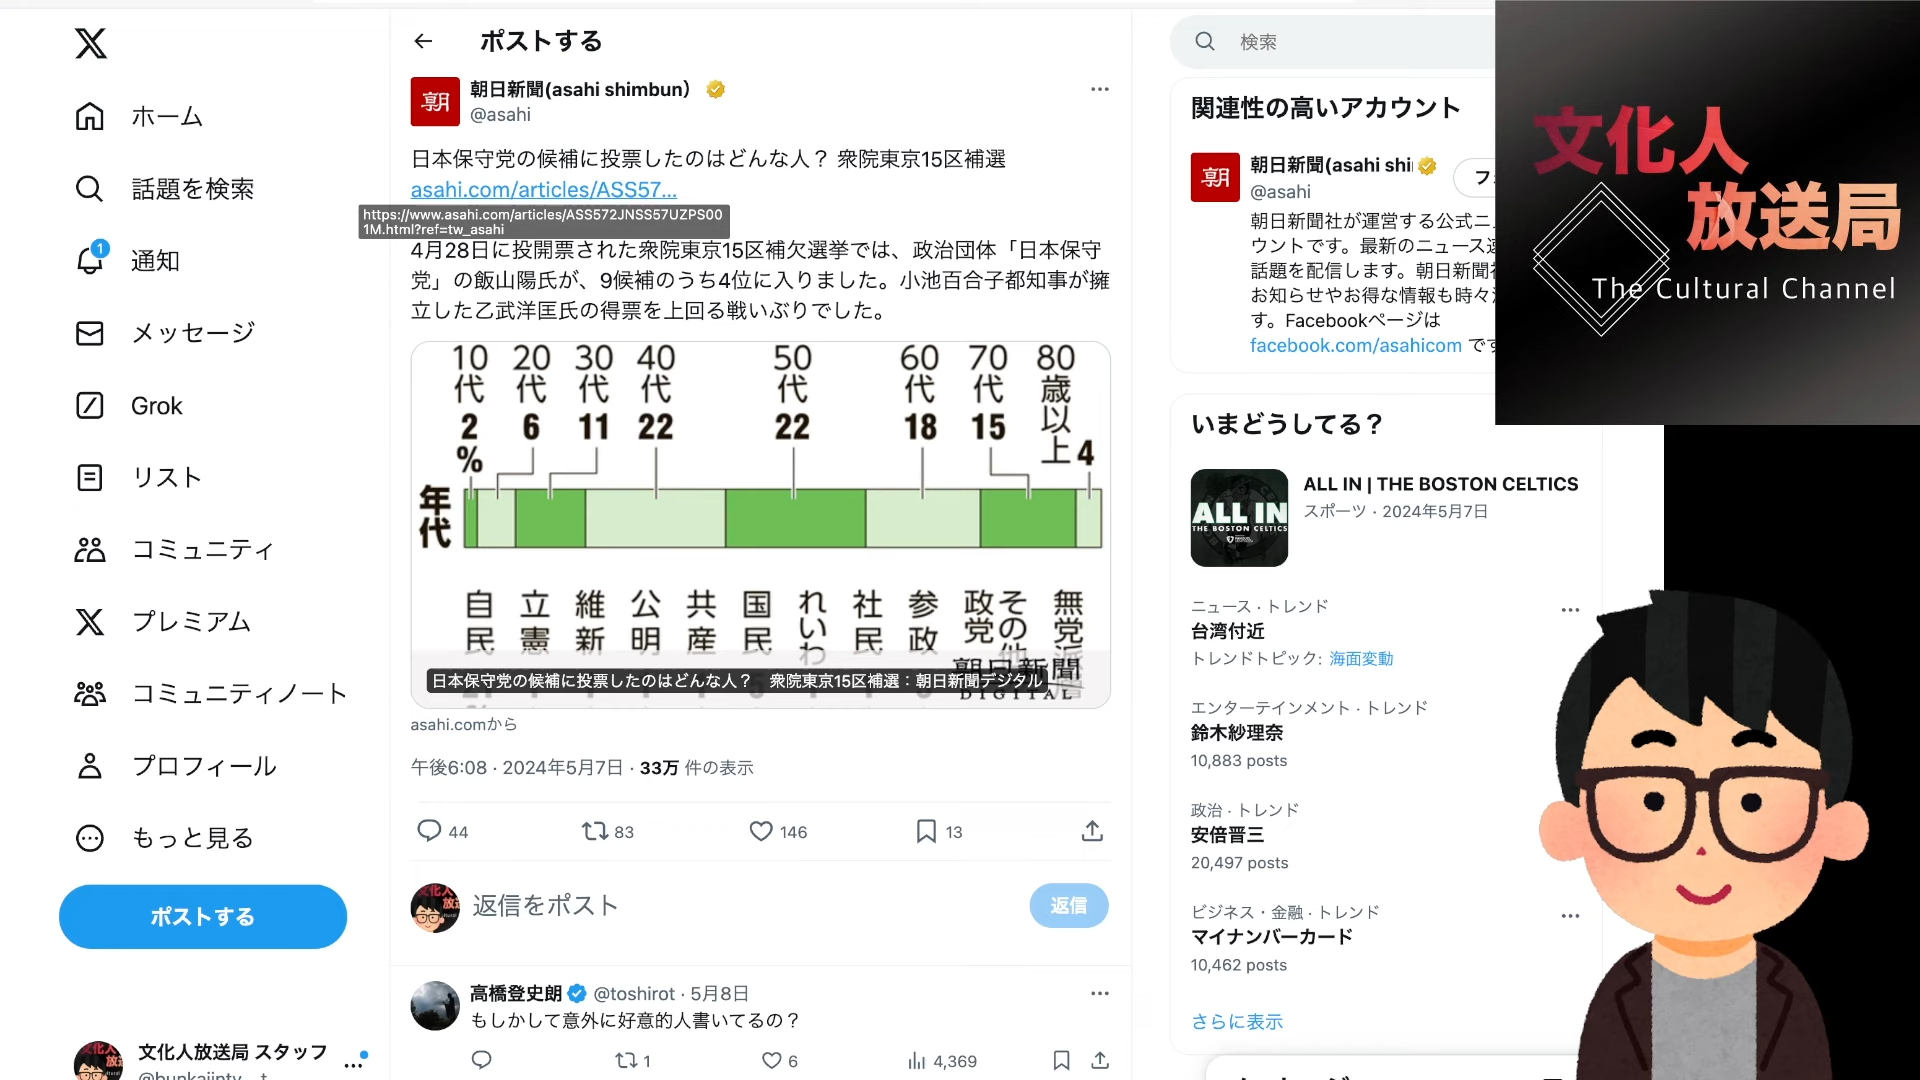 ポストする
ホーム
話題を検索
1
通知
メッセージ
Grok
リスト
コミュニティ
プレミアム
コミュニティノート
プロフィール
もっと見る
ポストする
文化人放送局 スタッフ
朝
朝日新聞(asahi shimbun)
@asahi
日本保守党の候補に投票したのはどんな人？ 衆院東京15区補選
asahi.com/articles/ASS57...
https://www.asahi.com/articles/ASS572JNSS57UZPS00
1M.html?ref=tw_asahi
4月28日に投開票された衆院東京15区補欠選挙では、政治団体「日本保守
党」の飯山陽氏が、9候補のうち4位に入りました。小池百合子都知事が擁
立した乙武洋匡氏の得票を上回る戦いぶりでした。
10代 20代 30代 40代 50代 60代 70代 80歳以上
2% 6 11 22 22 18 15 4
年代
自民 立憲 維新 公明 共産 国民 れいわ 社民 参政 その他政党 無党派層
朝日新聞
DIGITAL
日本保守党の候補に投票したのはどんな人？ 衆院東京15区補選：朝日新聞デジタル
asahi.comから
午後6:08 · 2024年5月7日 · 33万 件の表示
44 83 146 13
返信をポスト
返信
高橋登史朗 @toshirot · 5月8日
もしかして意外に好意的人書いてるの？
1 6 4,369
検索
関連性の高いアカウント
朝
朝日新聞(asahi shi
@asahi
朝日新聞社が運営する公式ニ
ウントです。最新のニュース速
話題を配信します。朝日新聞社
お知らせやお得な情報も時々
す。Facebookページは
facebook.com/asahicom です
いまどうしてる？
ALL IN
THE BOSTON CELTICS
ALL IN | THE BOSTON CELTICS
スポーツ · 2024年5月7日
ニュース · トレンド
台湾付近
トレンドトピック: 海面変動
エンターテインメント · トレンド
鈴木紗理奈
10,883 posts
政治 · トレンド
安倍晋三
20,497 posts
ビジネス・金融 · トレンド
マイナンバーカード
10,462 posts
さらに表示
文化人
放送局
The Cultural Channel